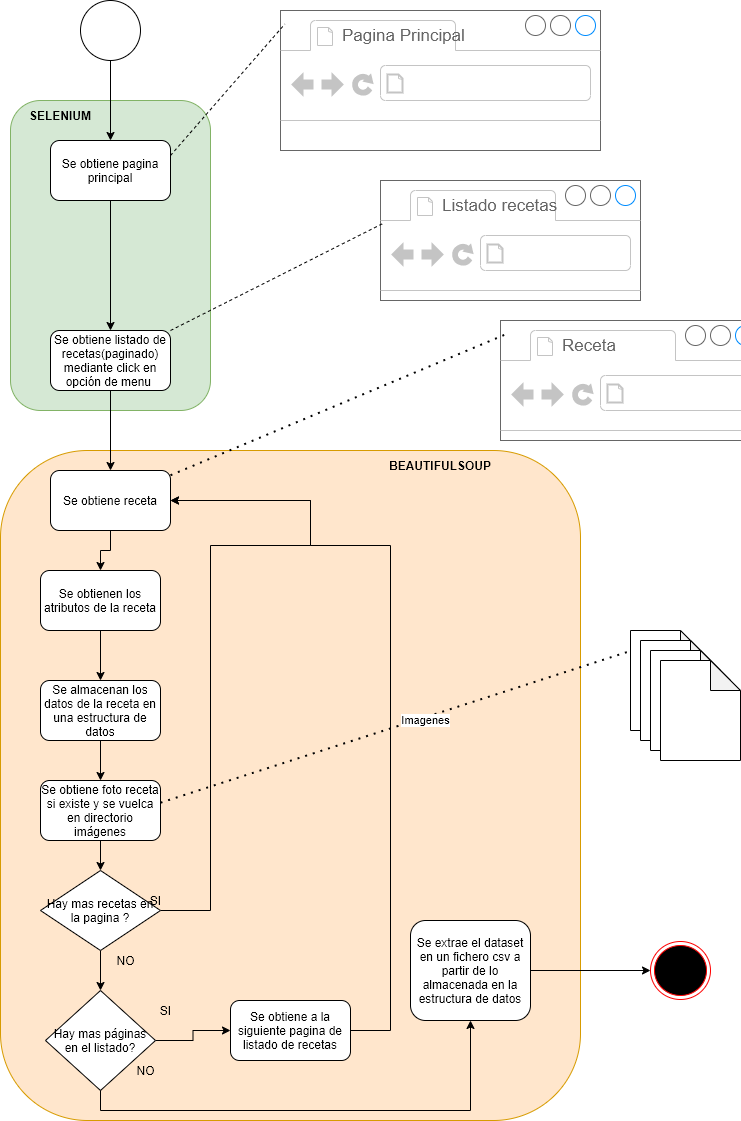 Pagina Principal
SELENIUM
Se obtiene pagina
principal
Listado recetas
Se obtiene listado de
recetas(paginado)
mediante click en
opción de menu
Receta
BEAUTIFULSOUP
Se obtiene receta
Se obtienen los
atributos de la receta
Se almacenan los
datos de la receta en
una estructura de
datos
Imagenes
Se obtiene foto receta
si existe y se vuelca
en directorio
imágenes
Hay mas recetas en
la pagina ?
SI
NO
Se extrae el dataset
en un fichero csv a
partir de lo
almacenada en la
estructura de datos
Hay mas páginas
en el listado?
SI
NO
Se obtiene a la
siguiente pagina de
listado de recetas